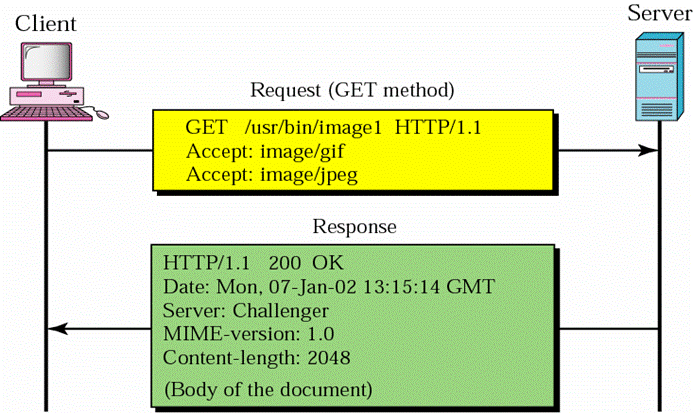 Client
Server
Request (GET method)
GET /usr/bin/image1 HTTP/1.1
Accept: image/gif
Accept: image/jpeg
Response
HTTP/1.1 200 OK
Date: Mon, 07-Jan-02 13:15:14 GMT
Server: Challenger
MIME-version: 1.0
Content-length: 2048
(Body of the document)